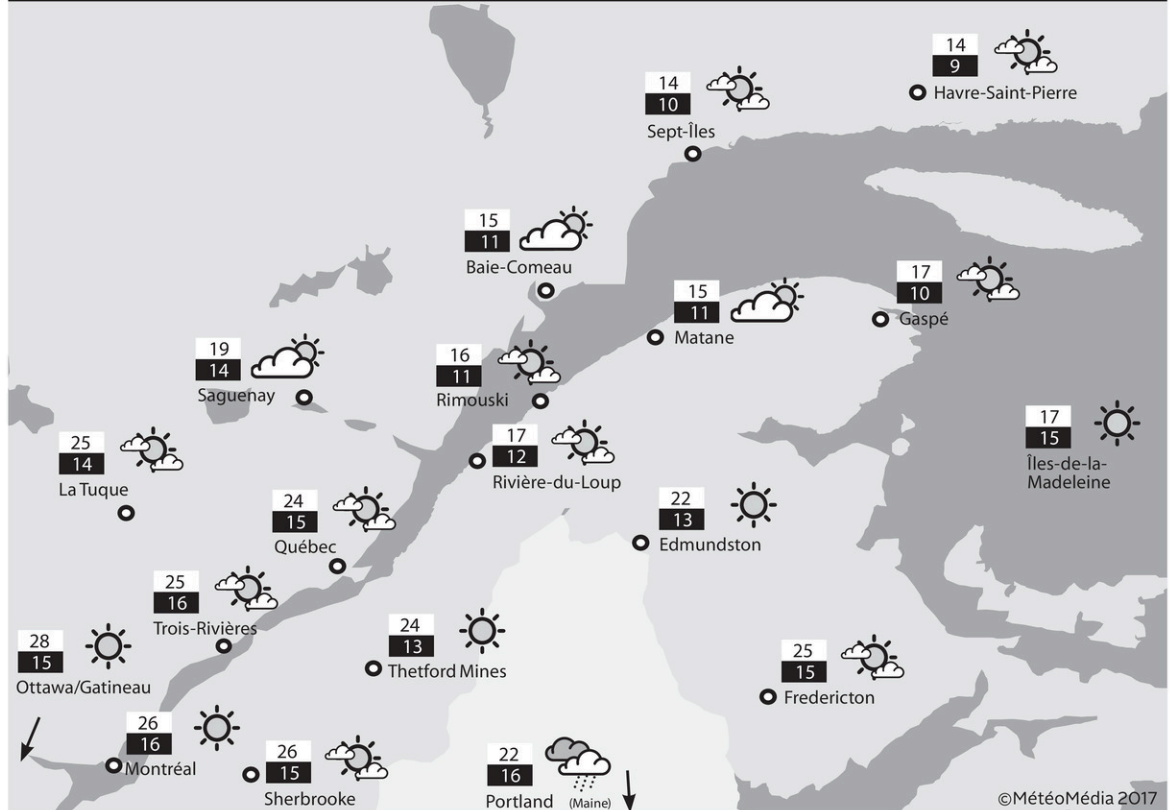 14
9
Havre-Saint-Pierre
14
10
Sept-Îles
15
11
Baie-Comeau
17
10
Gaspé
15
11
Matane
19
14
Saguenay
16
11
Rimouski
17
15
Îles-de-la-
Madeleine
25
14
La Tuque
17
12
Rivière-du-Loup
24
15
Québec
22
13
Edmundston
25
16
Trois-Rivières
28
15
Ottawa/Gatineau
24
13
Thetford Mines
25
15
Fredericton
26
16
Montréal
26
15
Sherbrooke
22
16
Portland (Maine)
©MétéoMédia 2017